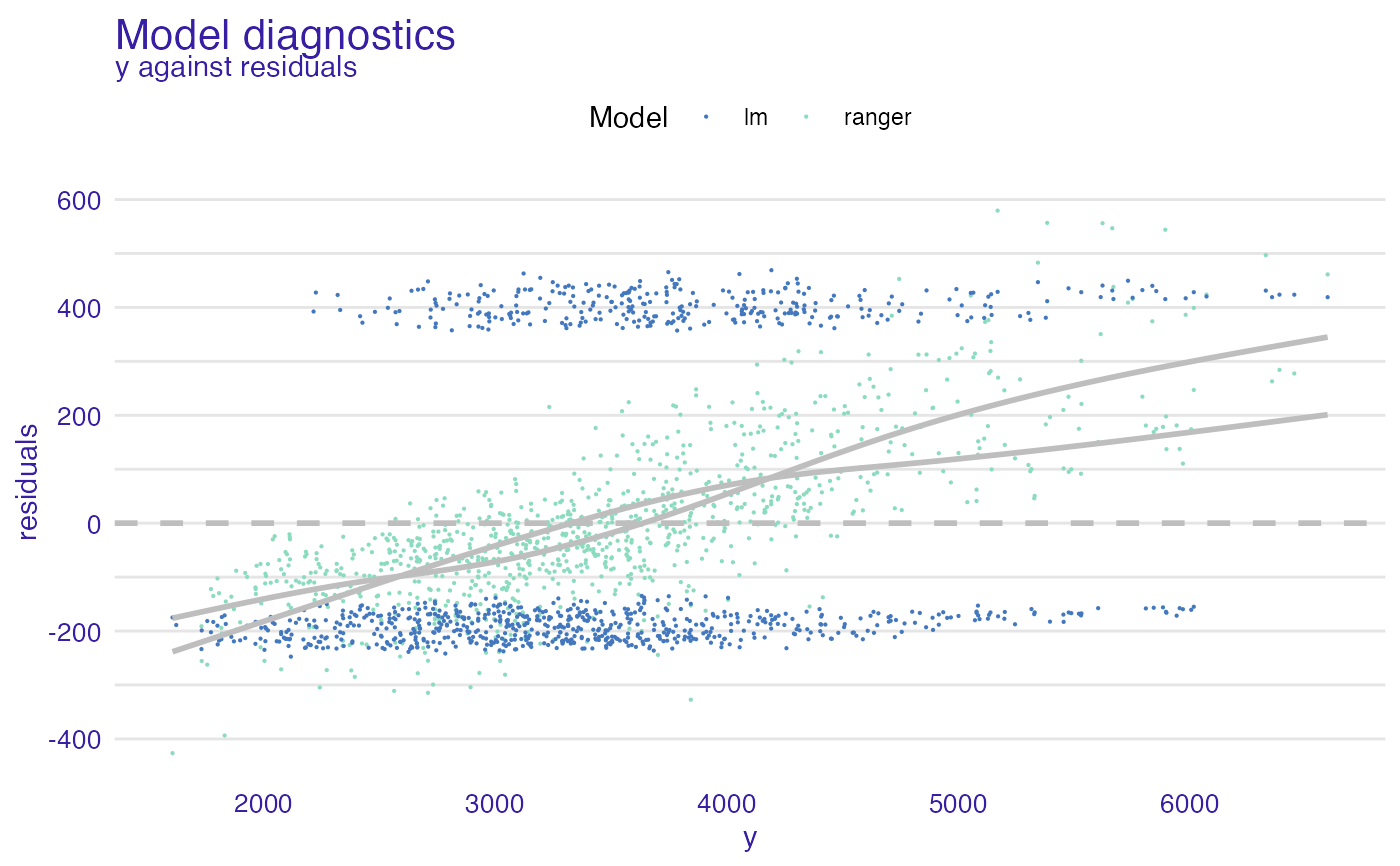 Model diagnostics
y against residuals
Model lm ranger
600
400
200
0
-200
-400
residuals
2000 3000 4000 5000 6000
y